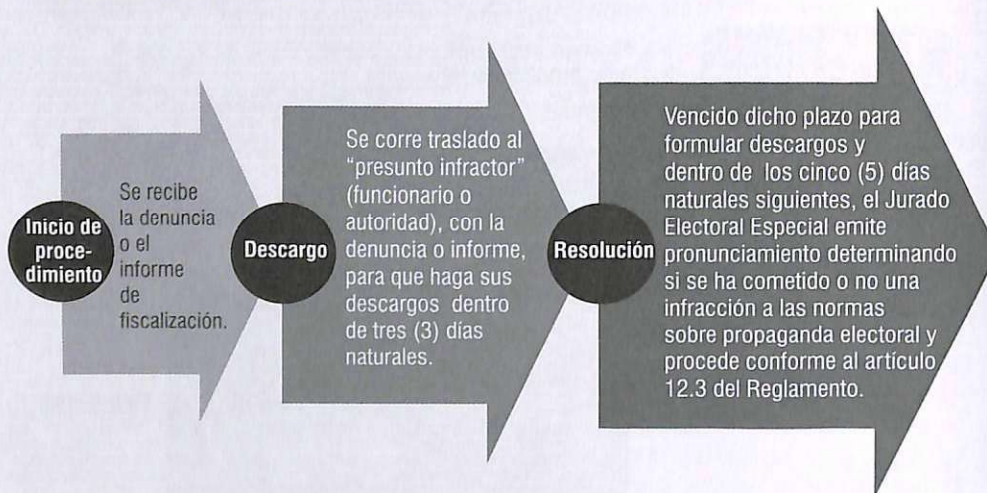 Inicio de
proce-
dimiento
Se recibe
la denuncia
o el
informe
de
fiscalización.
Descargo
Se corre traslado al
“presunto infractor”
(funcionario o
autoridad), con la
denuncia o informe,
para que haga sus
descargos dentro
de tres (3) días
naturales.
Resolución
Vencido dicho plazo para
formular descargos y
dentro de los cinco (5) días
naturales siguientes, el Jurado
Electoral Especial emite
pronunciamiento determinando
si se ha cometido o no una
infracción a las normas
sobre propaganda electoral y
procede conforme al artículo
12.3 del Reglamento.